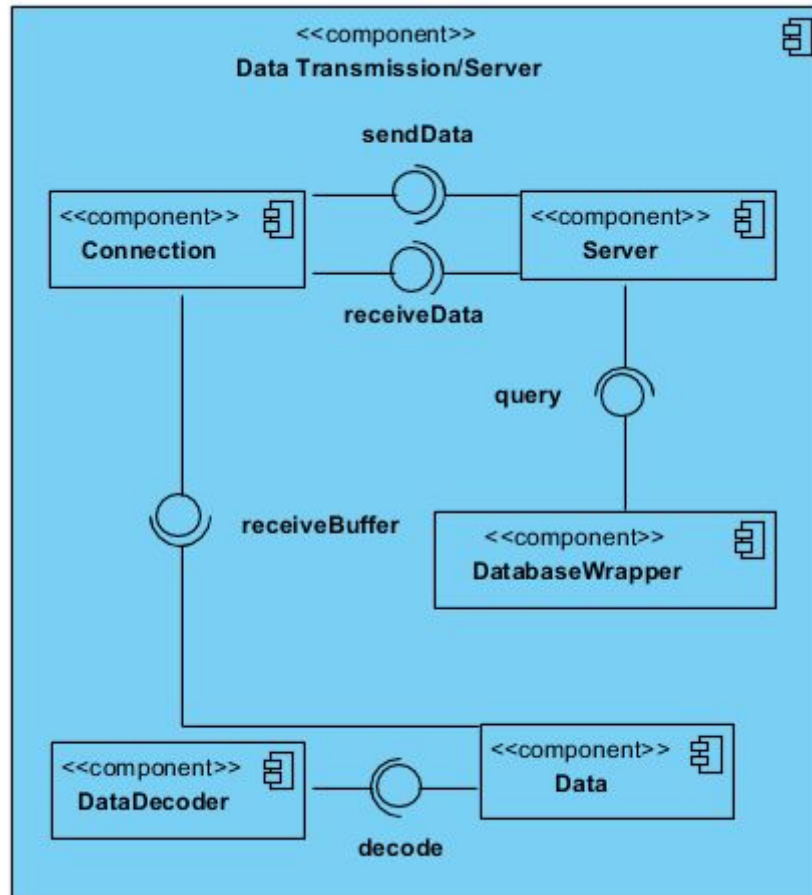 <<component>>
Data Transmission/Server
sendData
<<component>>
Connection
<<component>>
Server
receiveData
query
receiveBuffer
<<component>>
DatabaseWrapper
<<component>>
DataDecoder
<<component>>
Data
decode